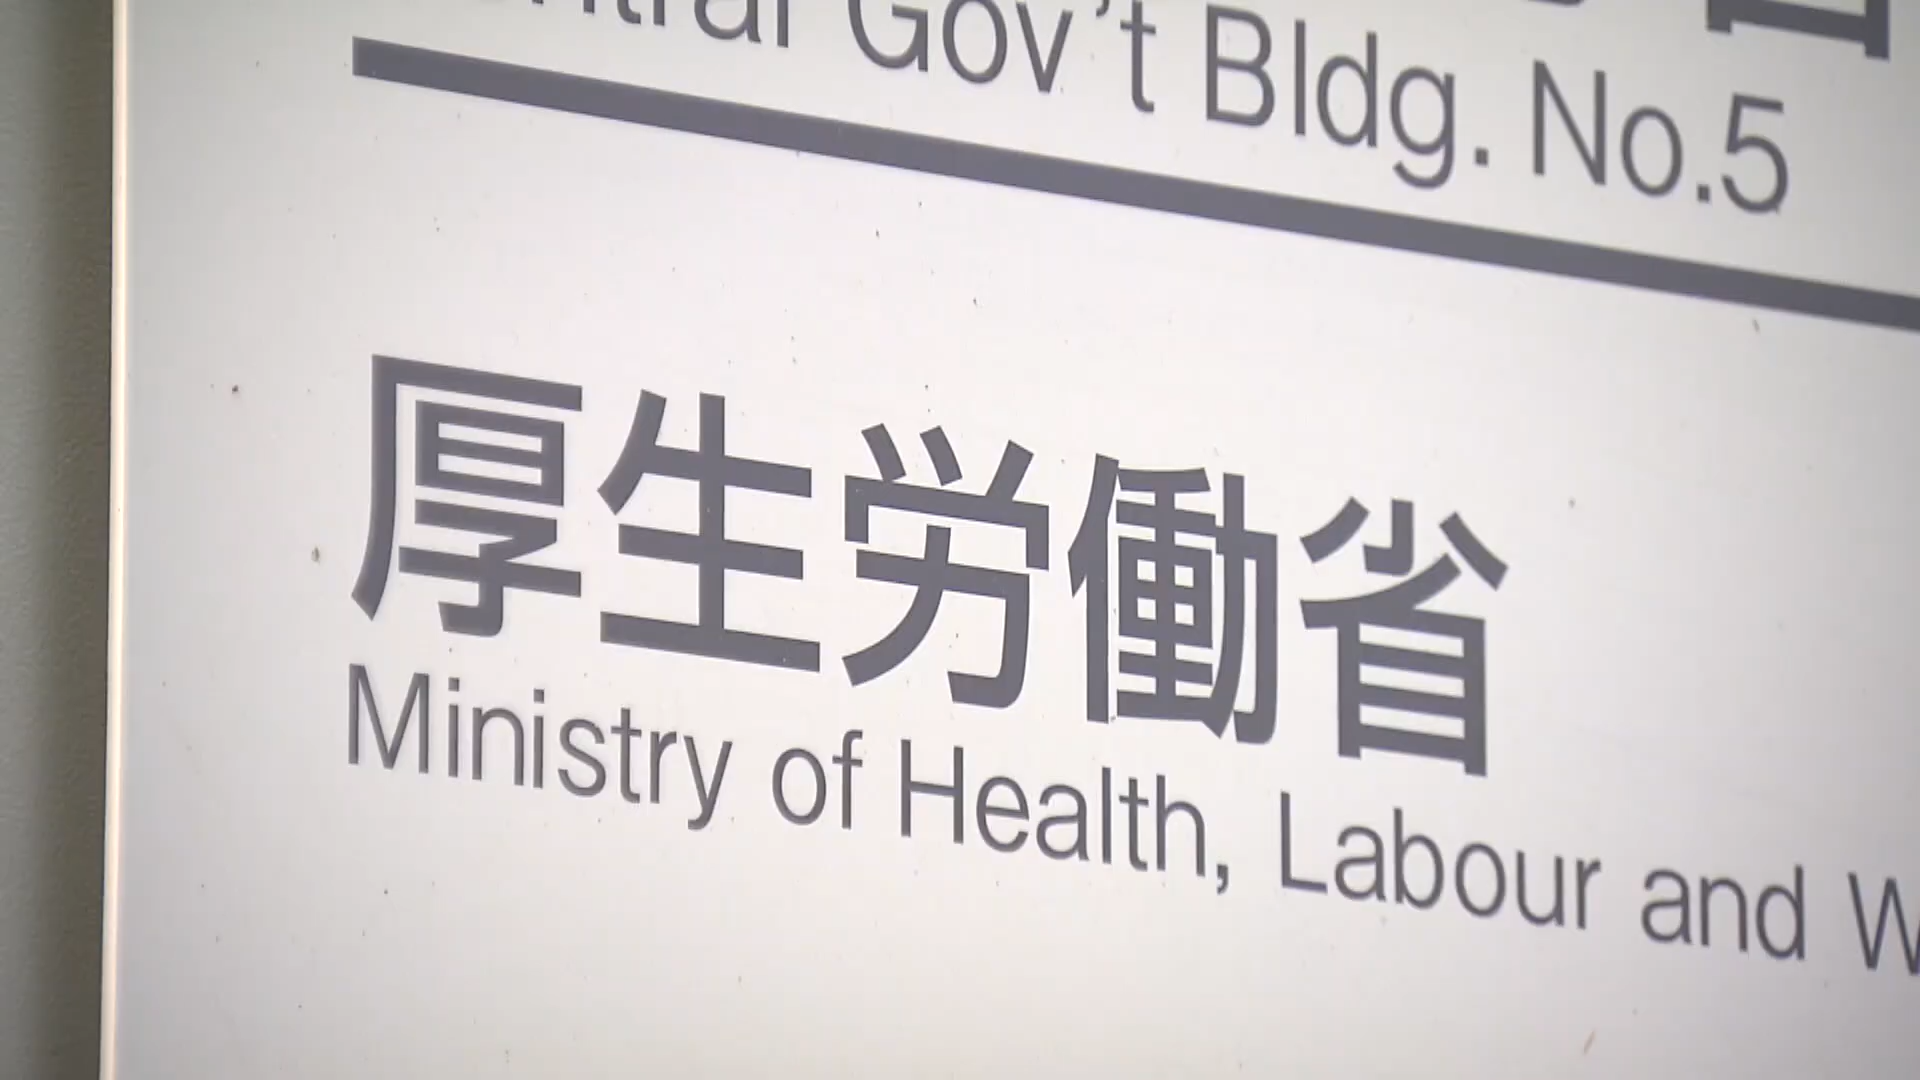 Gov't Bldg. No.5
厚生労働省
Ministry of Health, Labour and